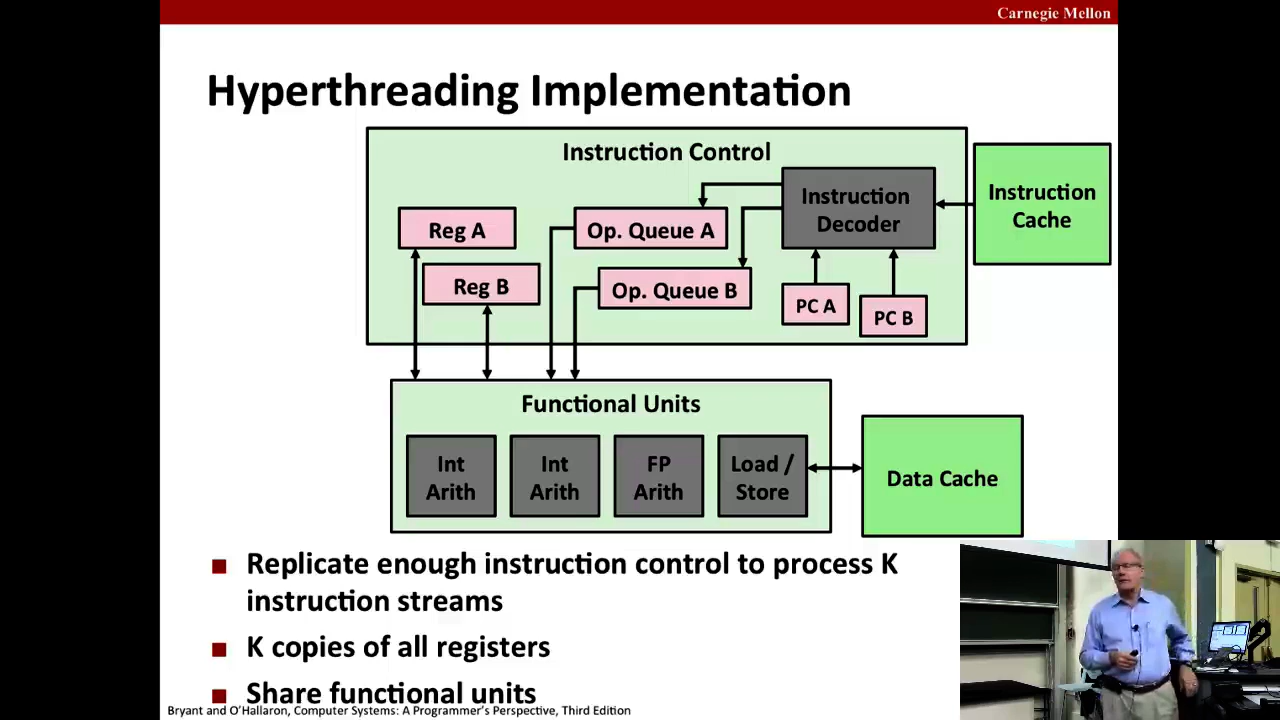 Carnegie Mellon
Hyperthreading Implementation
Instruction Control
Instruction
Decoder
Instruction
Cache
Reg A
Op. Queue A
Reg B
Op. Queue B
PC A
PC B
Functional Units
Int
Arith
Int
Arith
FP
Arith
Load /
Store
Data Cache
Replicate enough instruction control to process K
instruction streams
K copies of all registers
Share functional units
Bryant and O'Hallaron, Computer Systems: A Programmer's Perspective, Third Edition